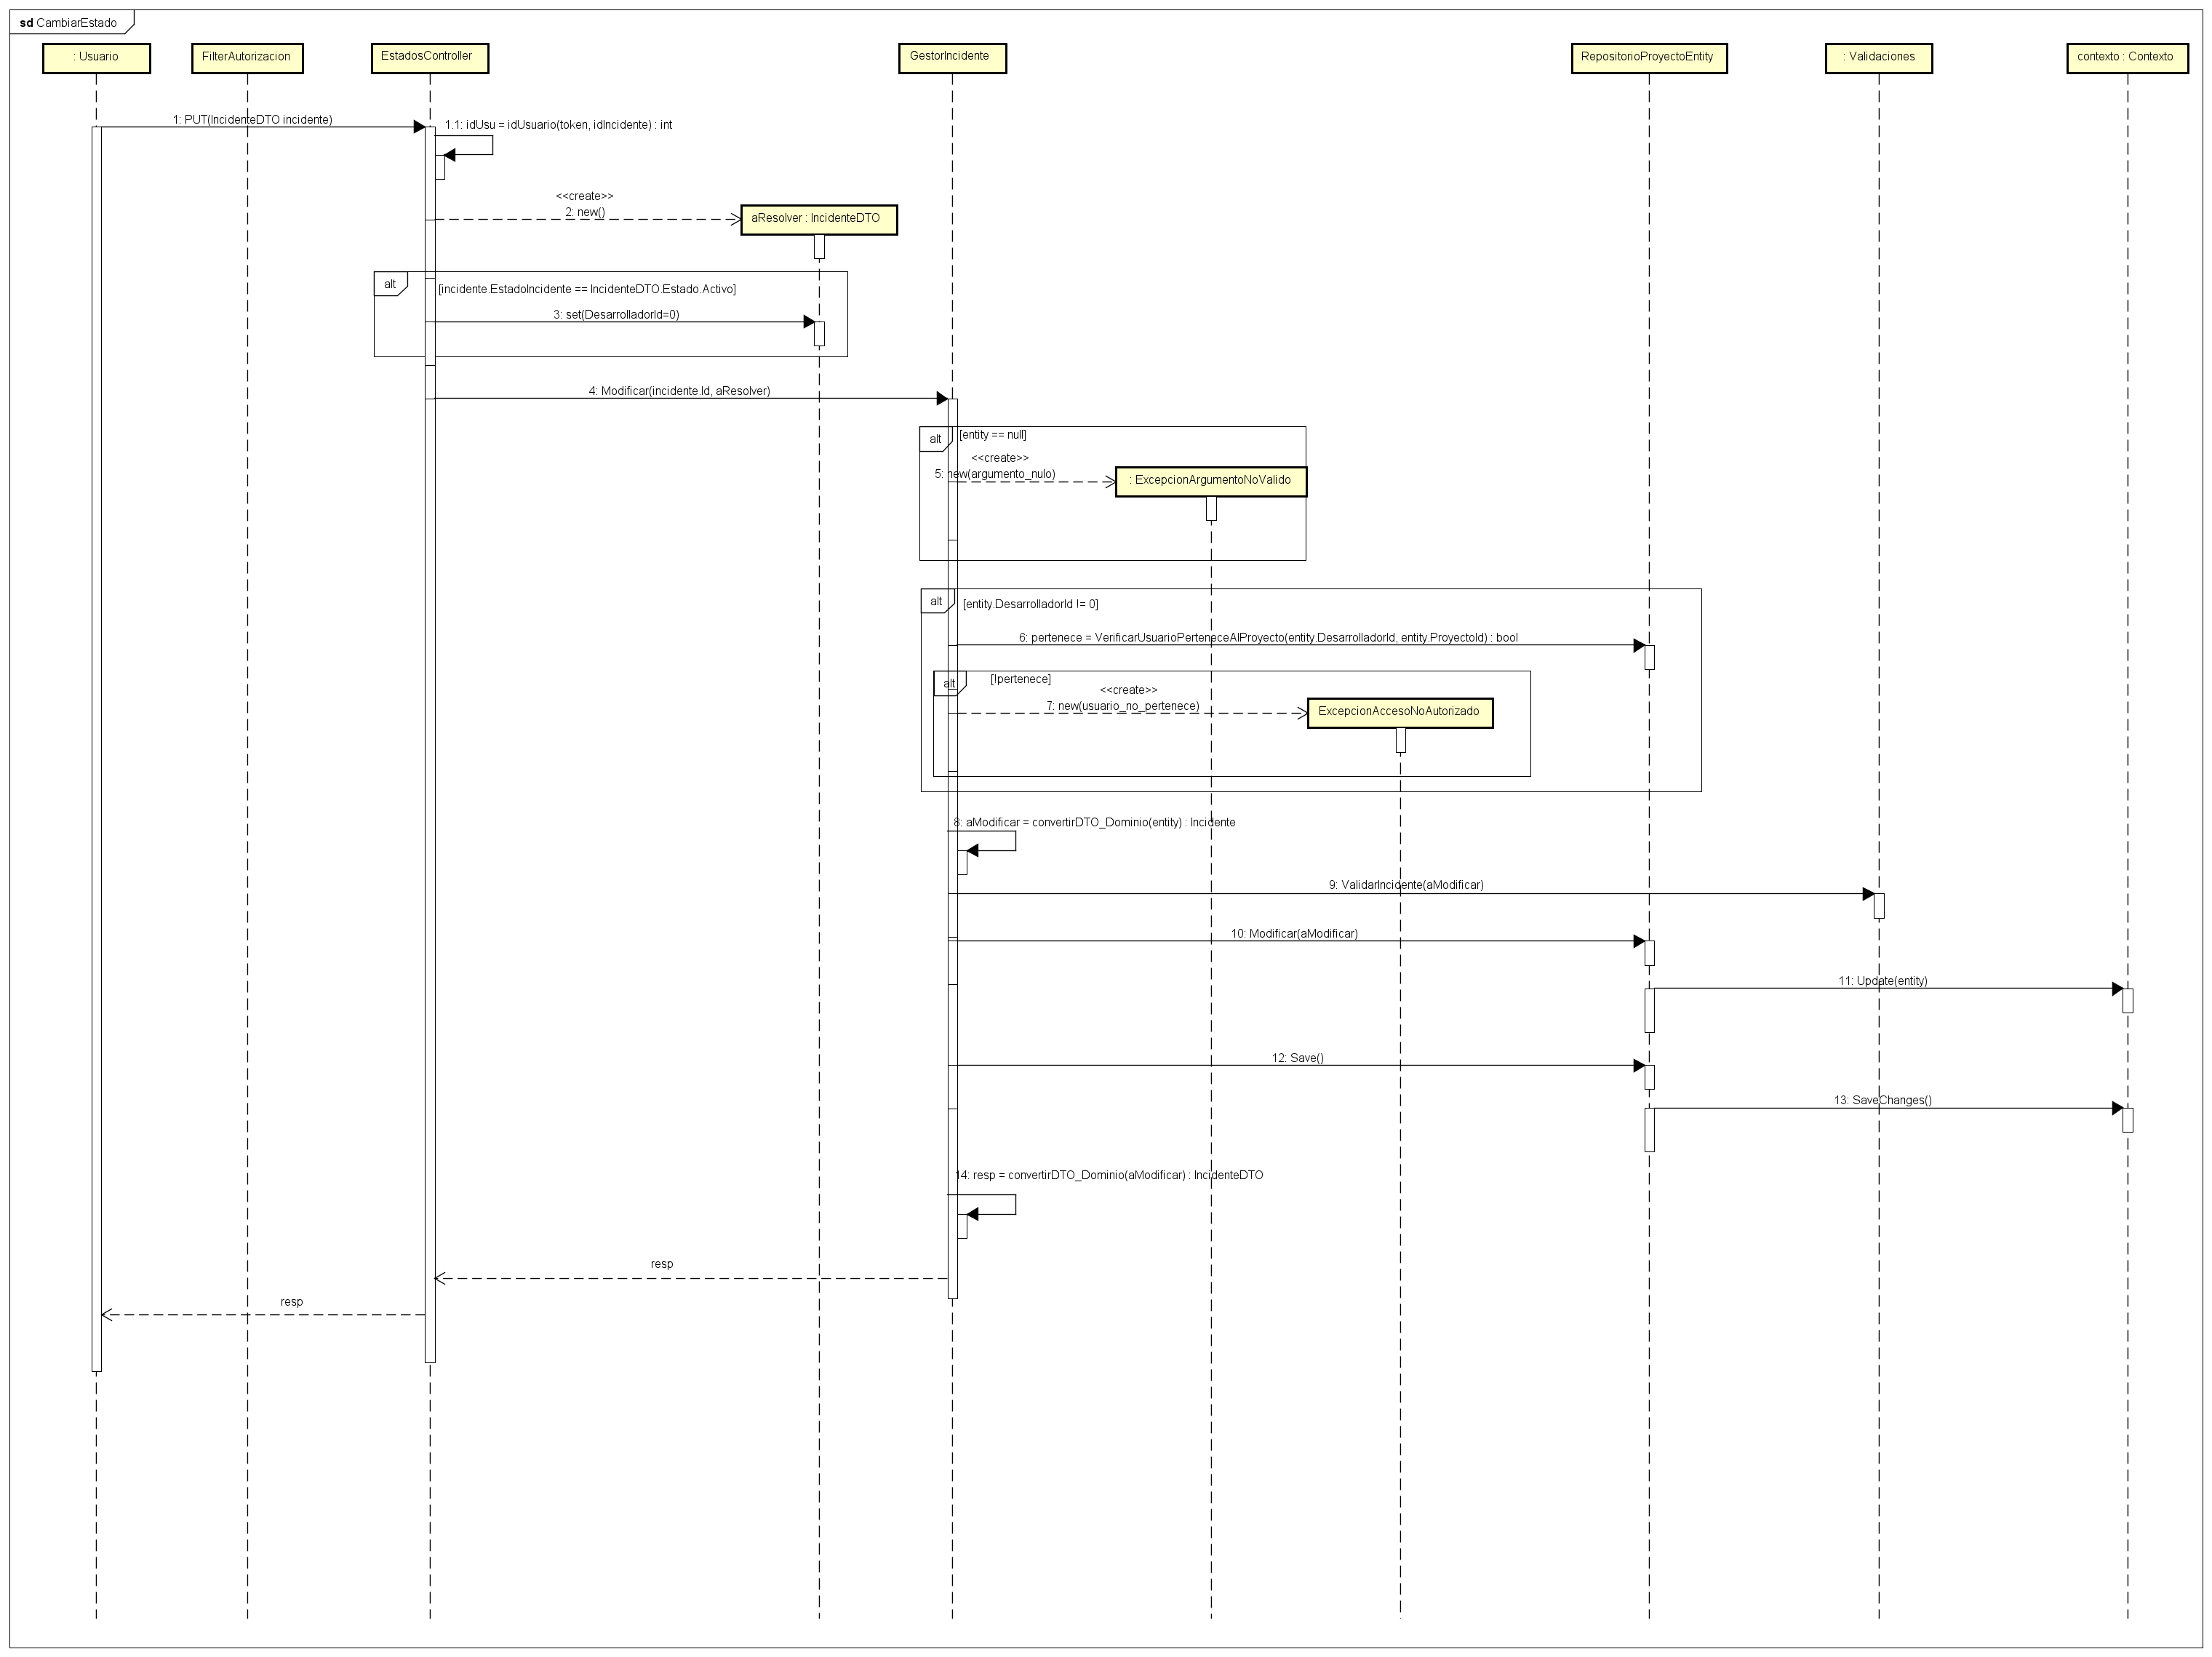 sd CambiarEstado
: Usuario
FilterAutorizacion
EstadosController
GestorIncidente
RepositorioProyectoEntity
: Validaciones
contexto : Contexto
1: PUT(IncidenteDTO incidente)
1.1: idUsu = idUsuario(token, idIncidente) : int
<<create>>
2: new()
aResolver : IncidenteDTO
alt
[incidente.EstadoIncidente == IncidenteDTO.Estado.Activo]
3: set(DesarrolladorId=0)
4: Modificar(incidente.Id, aResolver)
alt
[entity == null]
<<create>>
5: new(argumento_nulo)
: ExcepcionArgumentoNoValido
alt
[entity.DesarrolladorId != 0]
6: pertenece = VerificarUsuarioPerteneceAlProyecto(entity.DesarrolladorId, entity.ProyectoId) : bool
alt
[!pertenece]
<<create>>
7: new(usuario_no_pertenece)
ExcepcionAccesoNoAutorizado
8: aModificar = convertirDTO_Dominio(entity) : Incidente
9: ValidarIncidente(aModificar)
10: Modificar(aModificar)
11: Update(entity)
12: Save()
13: SaveChanges()
14: resp = convertirDTO_Dominio(aModificar) : IncidenteDTO
resp
resp